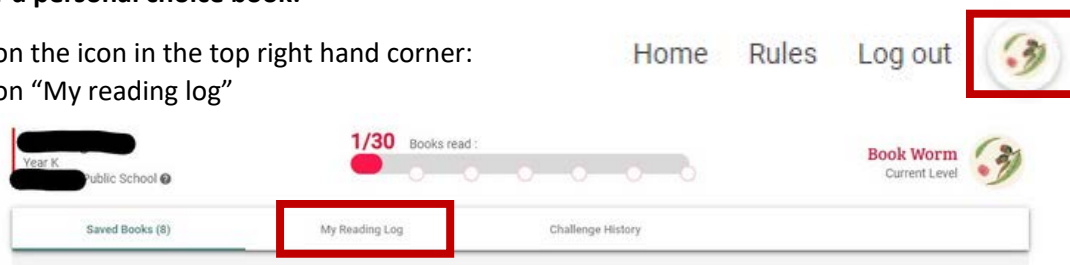 a personal choice book.
on the icon in the top right hand corner:
Home Rules Log out
on “My reading log”
1/30 Books read :
Year K
Public School
Book Worm
Current Level
Saved Books (8) My Reading Log Challenge History